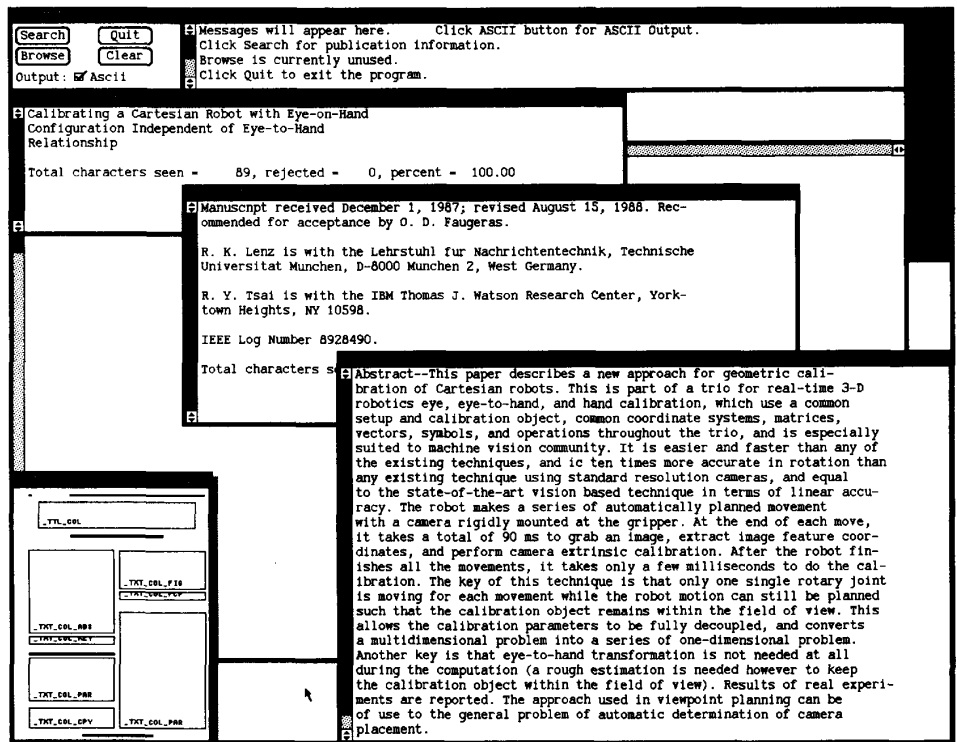 Search
Quit
Browse
Clear
Output: Ascii
Messages will appear here. Click ASCII button for ASCII Output.
Click Search for publication information.
Browse is currently unused.
Click Quit to exit the program.
Calibrating a Cartesian Robot with Eye-on-Hand
Configuration Independent of Eye-to-Hand
Relationship
Total characters seen = 89, rejected = 0, percent = 100.00
Manuscnpt received December 1, 1987; revised August 15, 1988. Rec-
ommended for acceptance by O. D. Faugeras.
R. K. Lenz is with the Lehrstuhl fur Nachrichtentechnik, Technische
Universitat Munchen, D-8000 Munchen 2, West Germany.
R. Y. Tsai is with the IBM Thomas J. Watson Research Center, York-
town Heights, NY 10598.
IEEE Log Number 8928490.
Total characters s
Abstract--This paper describes a new approach for geometric cali-
bration of Cartesian robots. This is part of a trio for real-time 3-D
robotics eye, eye-to-hand, and hand calibration, which use a common
setup and calibration object, common coordinate systems, matrices,
vectors, symbols, and operations throughout the trio, and is especially
suited to machine vision community. It is easier and faster than any of
the existing techniques, and ic ten times more accurate in rotation than
any existing technique using standard resolution cameras, and equal
to the state-of-the-art vision based technique in terms of linear accu-
racy. The robot makes a series of automatically planned movement
with a camera rigidly mounted at the gripper. At the end of each move,
it takes a total of 90 ms to grab an image, extract image feature coor-
dinates, and perform camera extrinsic calibration. After the robot fin-
ishes all the movements, it takes only a few milliseconds to do the cal-
ibration. The key of this technique is that only one single rotary joint
is moving for each movement while the robot motion can still be planned
such that the calibration object remains within the field of view. This
allows the calibration parameters to be fully decoupled, and converts
a multidimensional problem into a series of one-dimensional problem.
Another key is that eye-to-hand transformation is not needed at all
during the computation (a rough estimation is needed however to keep
the calibration object within the field of view). Results of real experi-
ments are reported. The approach used in viewpoint planning can be
of use to the general problem of automatic determination of camera
placement.
_TTL_COL
_TXT_COL_FIG
_TXT_COL_ABS
_TXT_COL_PAR
_TXT_COL_CPY
_TXT_COL_PAR